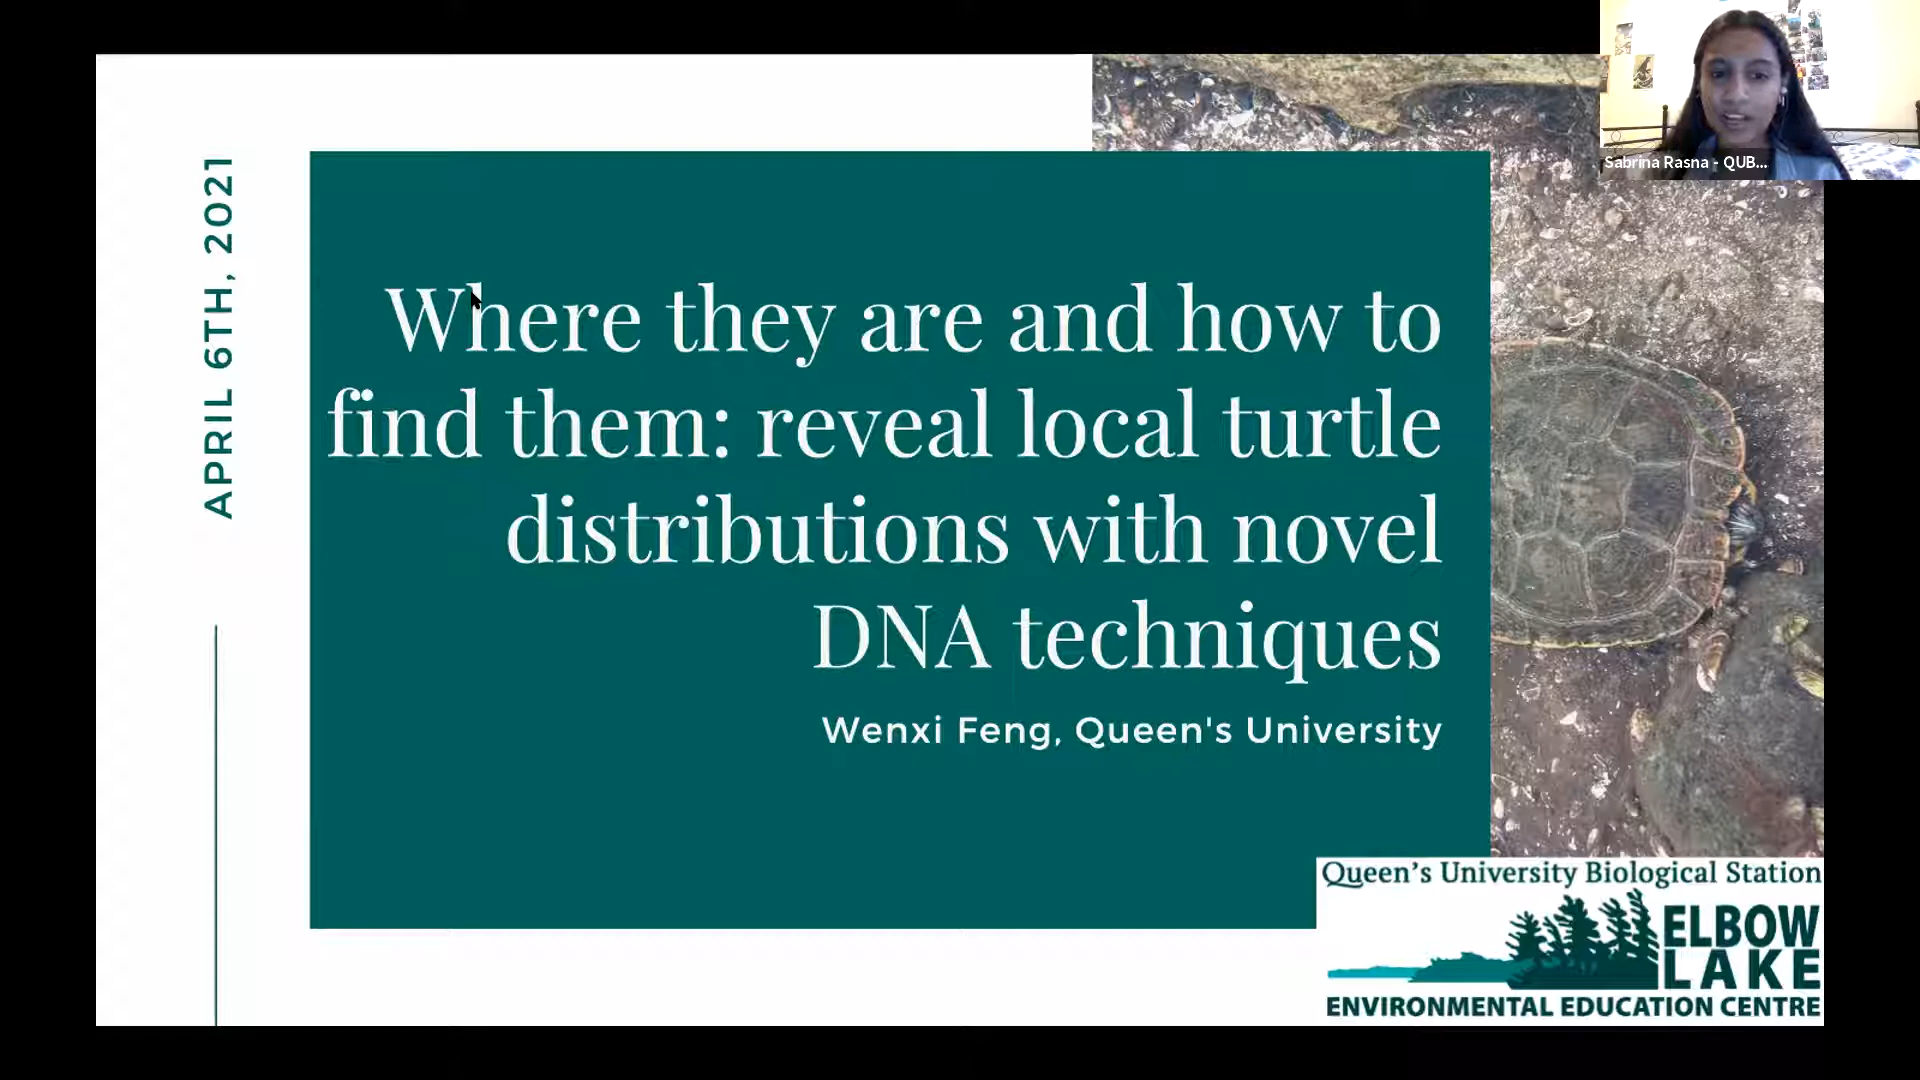 APRIL 6TH, 2021
Where they are and how to
find them: reveal local turtle
distributions with novel
DNA techniques
Wenxi Feng, Queen's University
Sabrina Rasna - QUB...
Queen's University Biological Station
ELBOW
LAKE
ENVIRONMENTAL EDUCATION CENTRE